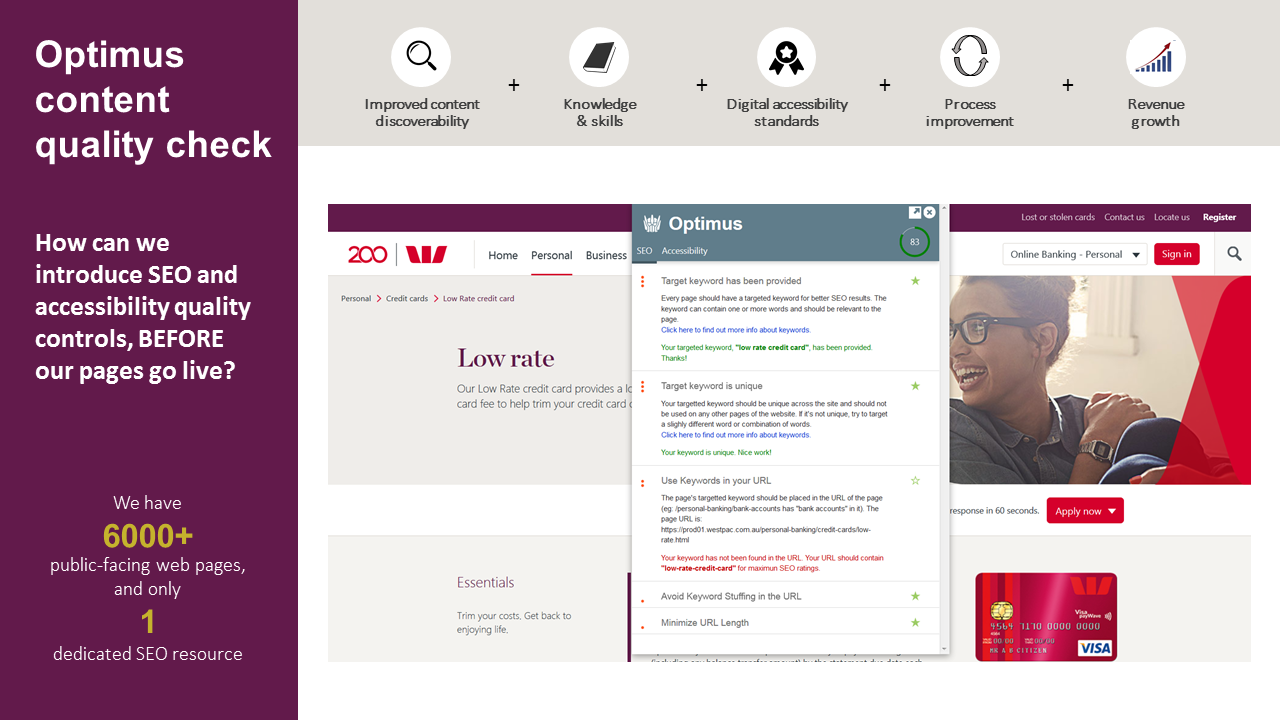 Optimus
content
quality check
How can we
introduce SEO and
accessibility quality
controls, BEFORE
our pages go live?
We have
6000+
public-facing web pages,
and only
1
dedicated SEO resource
Improved content
discoverability
+
Knowledge
& skills
+
Digital accessibility
standards
+
Process
improvement
+
Revenue
growth
Lost or stolen cards Contact us Locate us Register
200 Home Personal Business
Online Banking - Personal Sign in
Personal Credit cards Low Rate credit card
Low rate
Our Low Rate credit card provides a lo
card fee to help trim your credit card
Optimus
83
SEO Accessibility
Target keyword has been provided
Every page should have a targeted keyword for better SEO results. The
keyword can contain one or more words and should be relevant to the
page.
Click here to find out more info about keywords.
Your targeted keyword, "low rate credit card", has been provided.
Thanks!
Target keyword is unique
Your targetted keyword should be unique across the site and should not
be used on any other pages of the website. If it's not unique, try to target
a slighly different word or combination of words.
Click here to find out more info about keywords.
Your keyword is unique. Nice work!
Use Keywords in your URL
The page's targetted keyword should be placed in the URL of the page
(eg: /personal-banking/bank-accounts has "bank accounts" in it). The
page URL is:
https://prod01.westpac.com.au/personal-banking/credit-cards/low-
rate.html
Your keyword has not been found in the URL. Your URL should contain
"low-rate-credit-card" for maximun SEO ratings.
Avoid Keyword Stuffing in the URL
Minimize URL Length
response in 60 seconds. Apply now
Essentials
Trim your costs. Get back to
enjoying life.
Visa
payWave
4564 7170 0000 0000
4564
MR A B CITIZEN
VISA